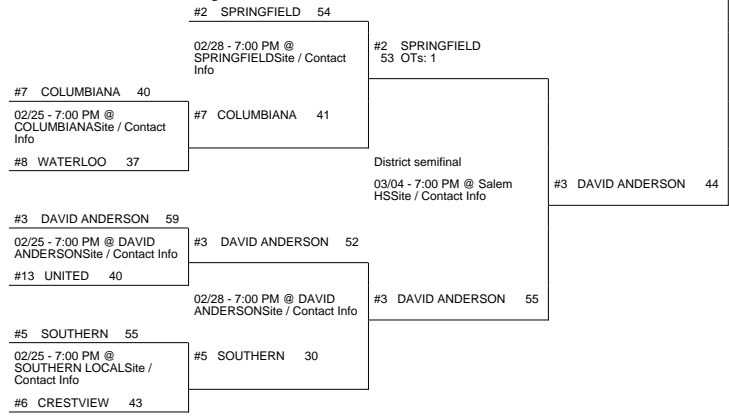 #2 SPRINGFIELD 54
02/28 - 7:00 PM @
SPRINGFIELDSite / Contact
Info
#2 SPRINGFIELD
53 OTs: 1
#7 COLUMBIANA 40
02/25 - 7:00 PM @
COLUMBIANASite / Contact
Info
#7 COLUMBIANA 41
#8 WATERLOO 37
District semifinal
03/04 - 7:00 PM @ Salem
HSSite / Contact Info
#3 DAVID ANDERSON 44
#3 DAVID ANDERSON 59
02/25 - 7:00 PM @ DAVID
ANDERSONSite / Contact Info
#3 DAVID ANDERSON 52
#13 UNITED 40
02/28 - 7:00 PM @ DAVID
ANDERSONSite / Contact Info
#3 DAVID ANDERSON 55
#5 SOUTHERN 55
02/25 - 7:00 PM @
SOUTHERN LOCALSite /
Contact Info
#5 SOUTHERN 30
#6 CRESTVIEW 43